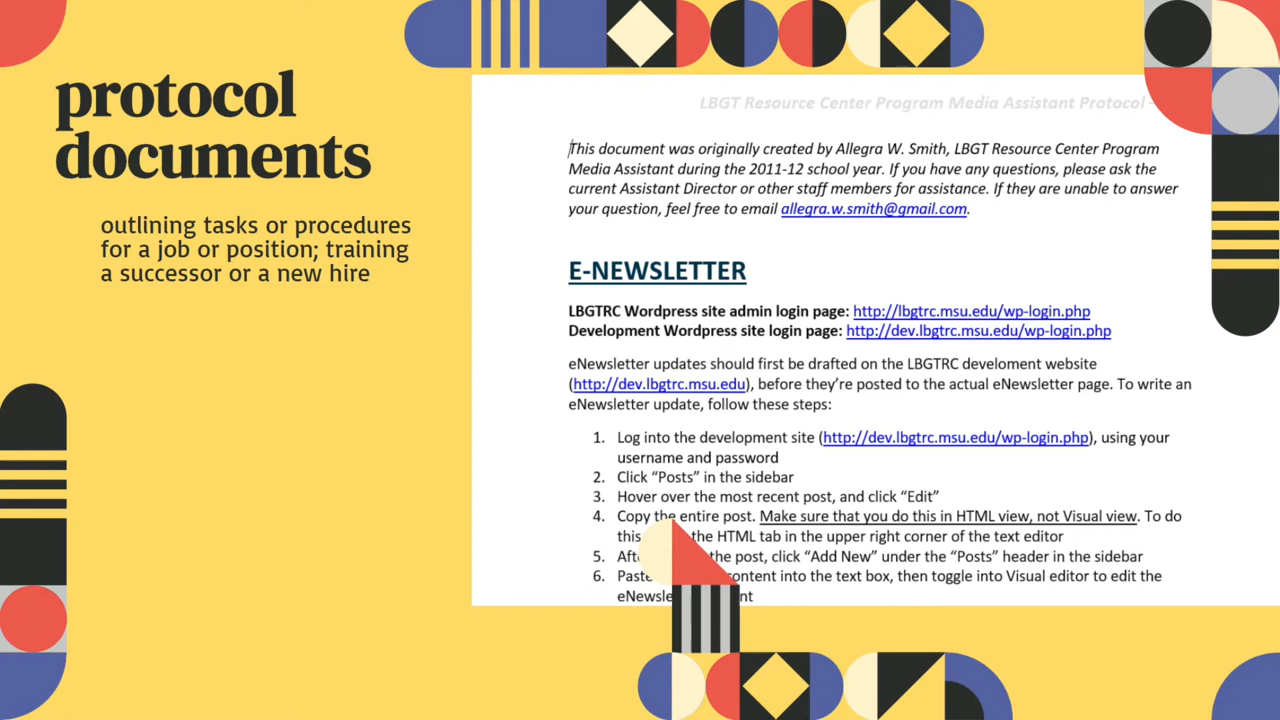 protocol
documents
outlining tasks or procedures
for a job or position; training
a successor or a new hire
LBGT Resource Center Program Media Assistant Protocol -
This document was originally created by Allegra W. Smith, LBGT Resource Center Program
Media Assistant during the 2011-12 school year. If you have any questions, please ask the
current Assistant Director or other staff members for assistance. If they are unable to answer
your question, feel free to email allegra.w.smith@gmail.com.
E-NEWSLETTER
LBGTRC Wordpress site admin login page: http://lbgtrc.msu.edu/wp-login.php
Development Wordpress site login page: http://dev.lbgtrc.msu.edu/wp-login.php
eNewsletter updates should first be drafted on the LBGTRC develoment website
(http://dev.lbgtrc.msu.edu), before they're posted to the actual eNewsletter page. To write an
eNewsletter update, follow these steps:
1. Log into the development site (http://dev.lbgtrc.msu.edu/wp-login.php), using your
username and password
2. Click “Posts” in the sidebar
3. Hover over the most recent post, and click “Edit”
4. Copy the entire post. Make sure that you do this in HTML view, not Visual view. To do
this the HTML tab in the upper right corner of the text editor
5. the post, click “Add New” under the “Posts” header in the sidebar
6. Paste content into the text box, then toggle into Visual editor to edit the